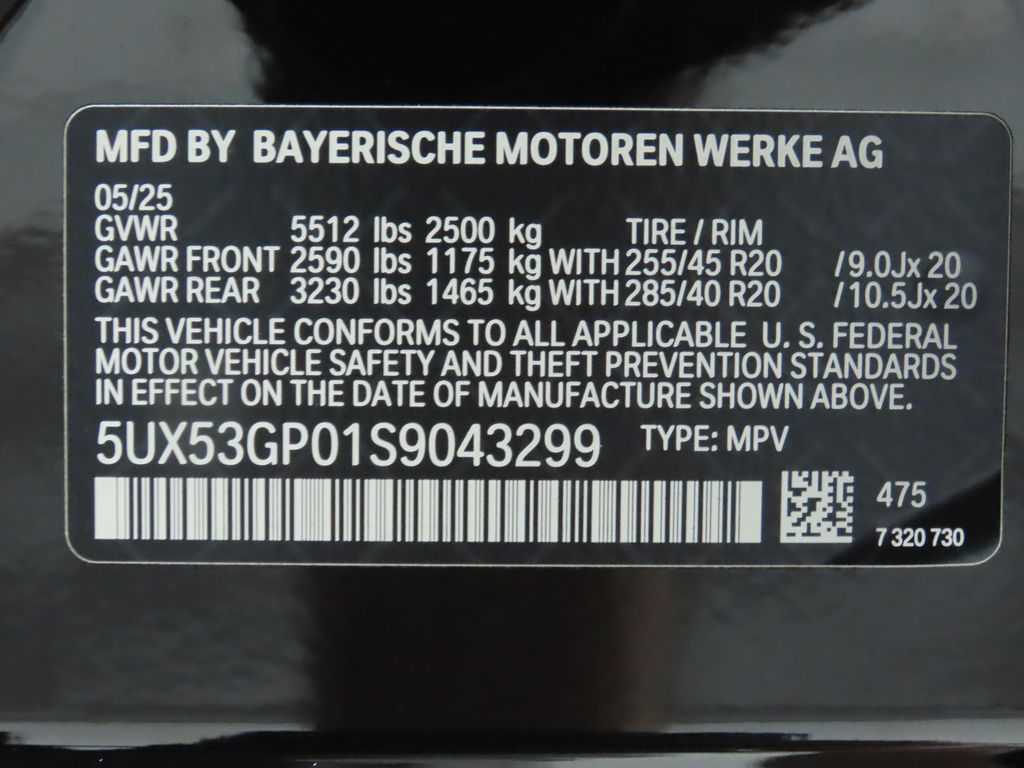 MFD BY BAYERISCHE MOTOREN WERKE AG
05/25
GVWR 5512 lbs 2500 kg TIRE / RIM
GAWR FRONT 2590 lbs 1175 kg WITH 255/45 R20 /9.0Jx 20
GAWR REAR 3230 lbs 1465 kg WITH 285/40 R20 /10.5Jx 20
THIS VEHICLE CONFORMS TO ALL APPLICABLE U. S. FEDERAL
MOTOR VEHICLE SAFETY AND THEFT PREVENTION STANDARDS
IN EFFECT ON THE DATE OF MANUFACTURE SHOWN ABOVE.
5UX53GP01S9043299 TYPE: MPV
475
7 320 730